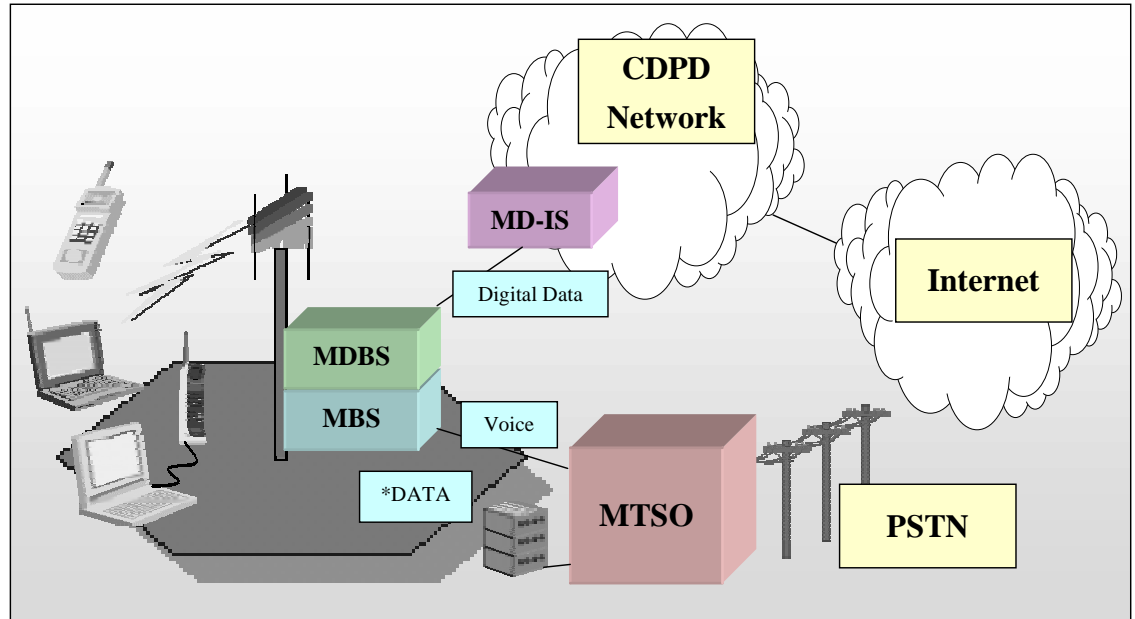 CDPD
Network
MD-IS
Internet
Digital Data
MDBS
MBS
Voice
*DATA
MTSO
PSTN